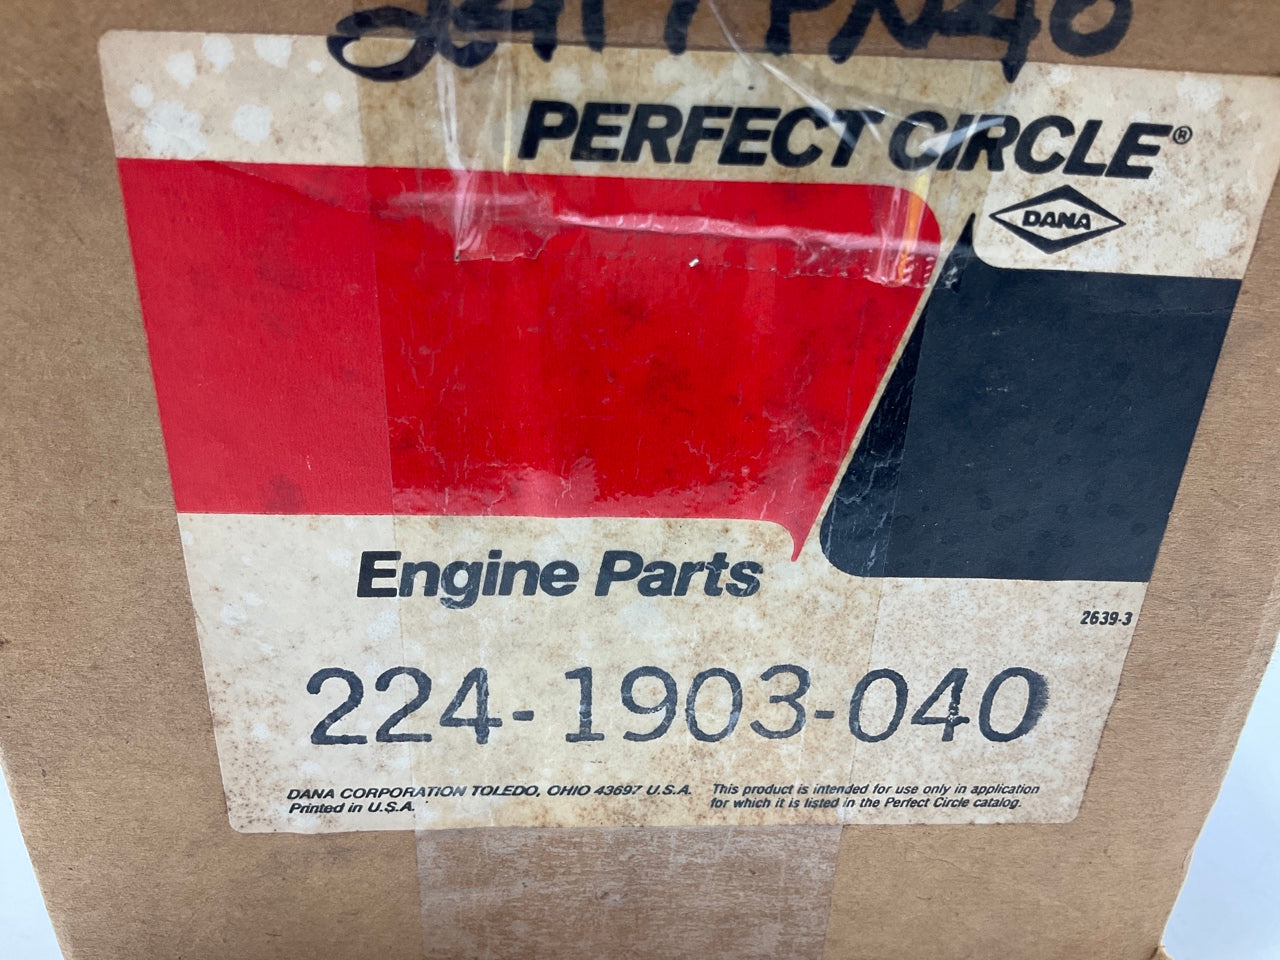 PERFECT CIRCLE®
DANA
Engine Parts
2639-3
224-1903-040
DANA CORPORATION TOLEDO, OHIO 43697 U.S.A.
Printed in U.S.A.
This product is intended for use only in application
for which it is listed in the Perfect Circle catalog.